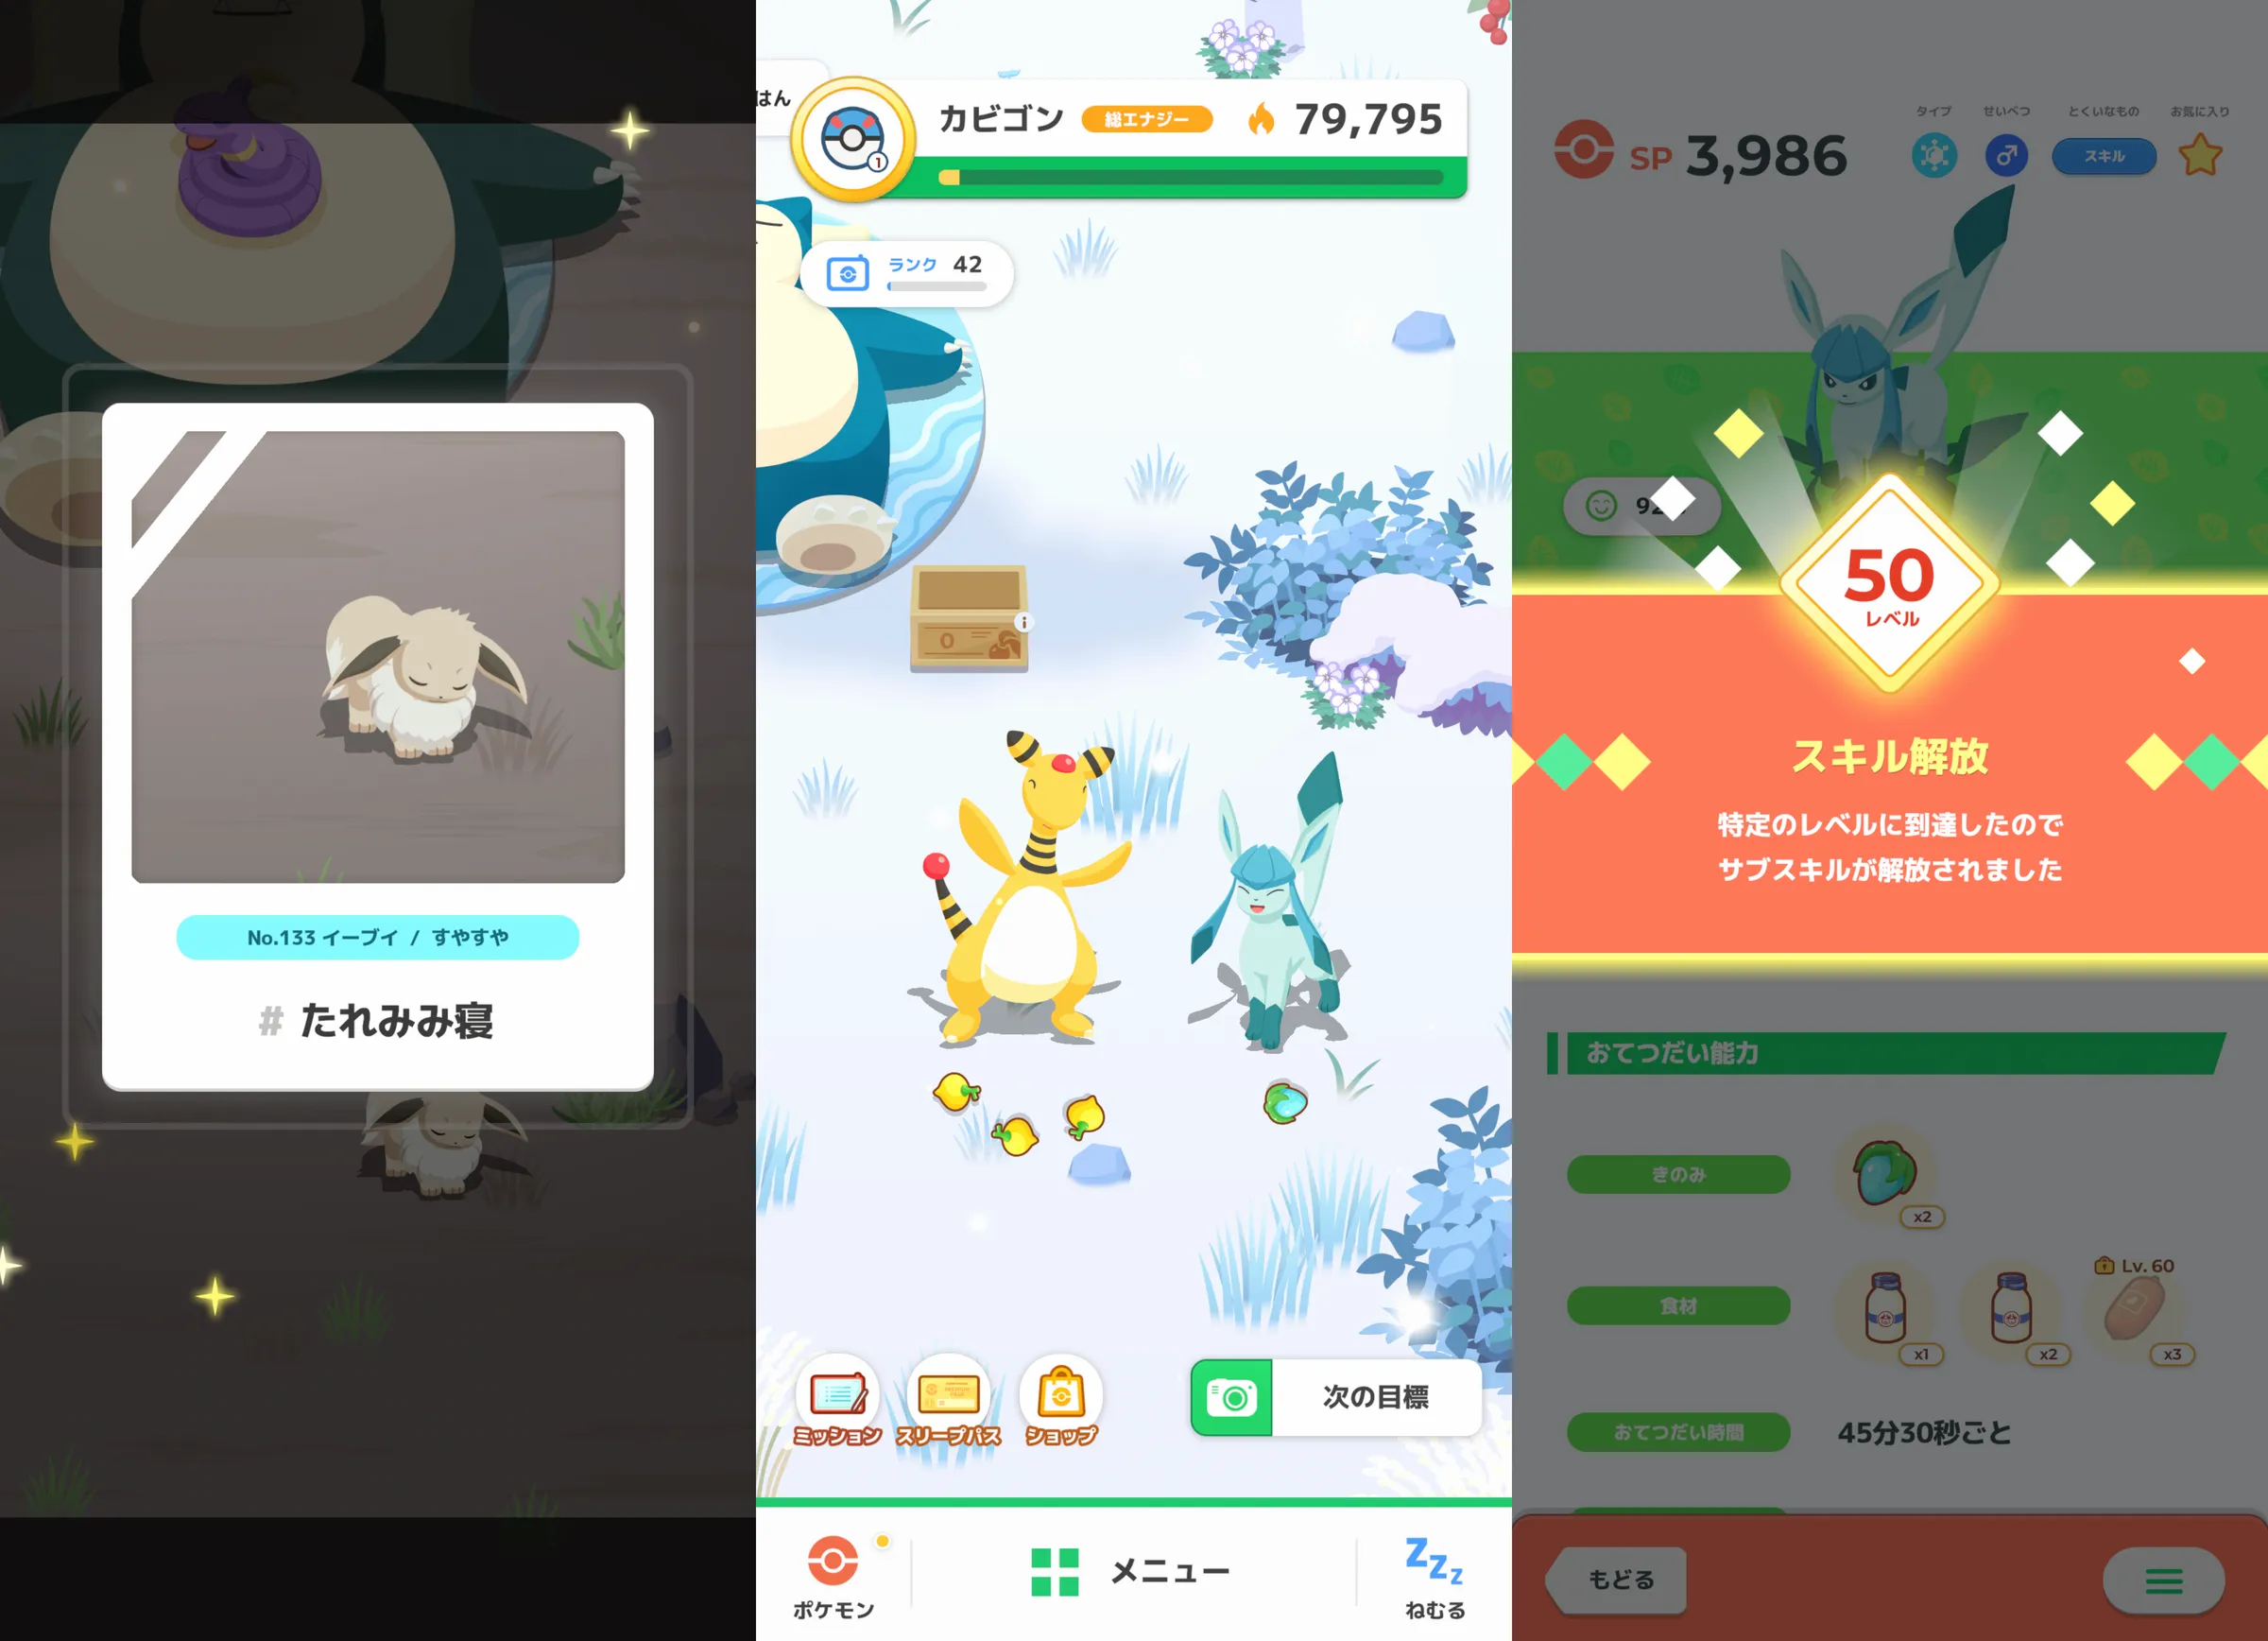 No.133 イーブイ / すやすや
# たれみみ寝
はん
カビゴン 総エナジー 79,795
1
ランク 42
0
i
ミッション
スリープパス
ショップ
次の目標
ポケモン
メニュー
ZZZ
ねむる
タイプ せいべつ とくいなもの お気に入り
SP 3,986
スキル
50
レベル
スキル解放
特定のレベルに到達したので
サブスキルが解放されました
おてつだい能力
きのみ
x2
Lv. 60
食材
x1 x2 x3
おてつだい時間 45分30秒ごと
もどる